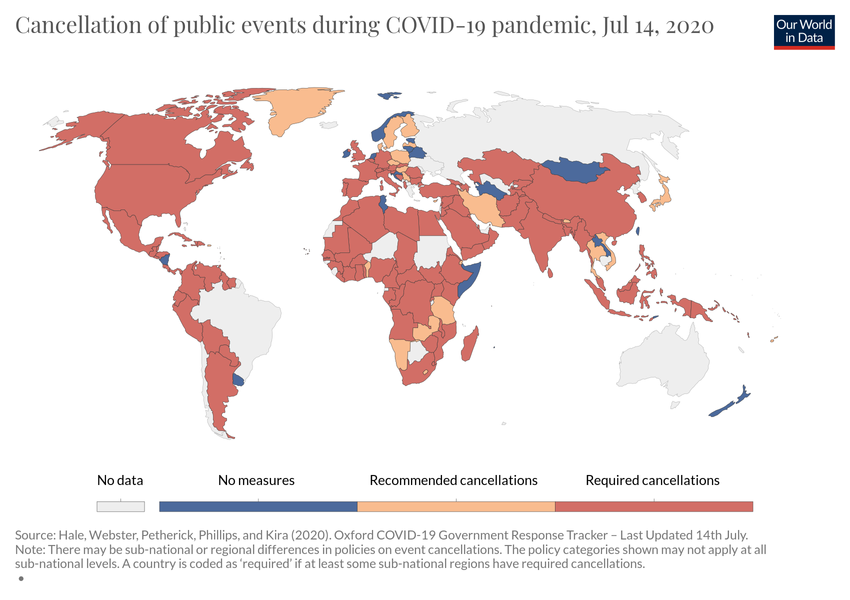 Cancellation of public events during COVID-19 pandemic, Jul 14, 2020
Our World
in Data
No data
No measures
Recommended cancellations
Required cancellations
Source: Hale, Webster, Petherick, Phillips, and Kira (2020). Oxford COVID-19 Government Response Tracker – Last Updated 14th July.
Note: There may be sub-national or regional differences in policies on event cancellations. The policy categories shown may not apply at all
sub-national levels. A country is coded as ‘required’ if at least some sub-national regions have required cancellations.
•